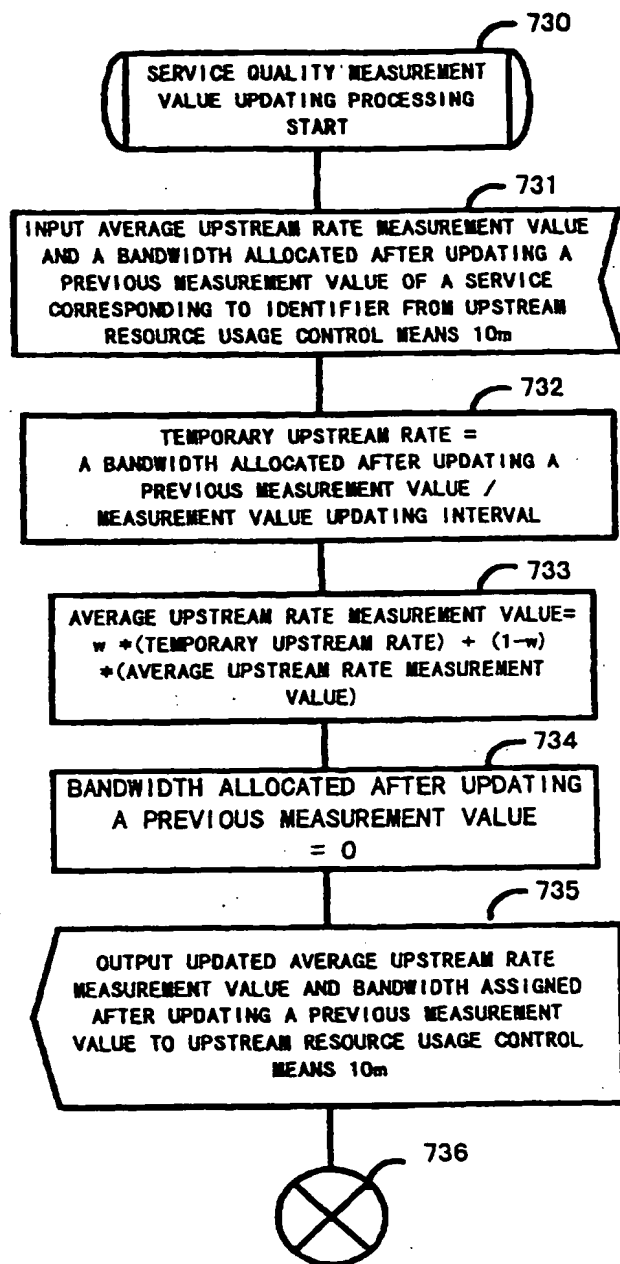 730
SERVICE QUALITY MEASUREMENT
VALUE UPDATING PROCESSING
START
731
INPUT AVERAGE UPSTREAM RATE MEASUREMENT VALUE
AND A BANDWIDTH ALLOCATED AFTER UPDATING A
PREVIOUS MEASUREMENT VALUE OF A SERVICE
CORRESPONDING TO IDENTIFIER FROM UPSTREAM
RESOURCE USAGE CONTROL MEANS 10m
732
TEMPORARY UPSTREAM RATE =
A BANDWIDTH ALLOCATED AFTER UPDATING A
PREVIOUS MEASUREMENT VALUE /
MEASUREMENT VALUE UPDATING INTERVAL
733
AVERAGE UPSTREAM RATE MEASUREMENT VALUE=
w *(TEMPORARY UPSTREAM RATE) + (1-w)
*(AVERAGE UPSTREAM RATE MEASUREMENT
VALUE)
734
BANDWIDTH ALLOCATED AFTER UPDATING
A PREVIOUS MEASUREMENT VALUE
= 0
735
OUTPUT UPDATED AVERAGE UPSTREAM RATE
MEASUREMENT VALUE AND BANDWIDTH ASSIGNED
AFTER UPDATING A PREVIOUS MEASUREMENT
VALUE TO UPSTREAM RESOURCE USAGE CONTROL
MEANS 10m
736